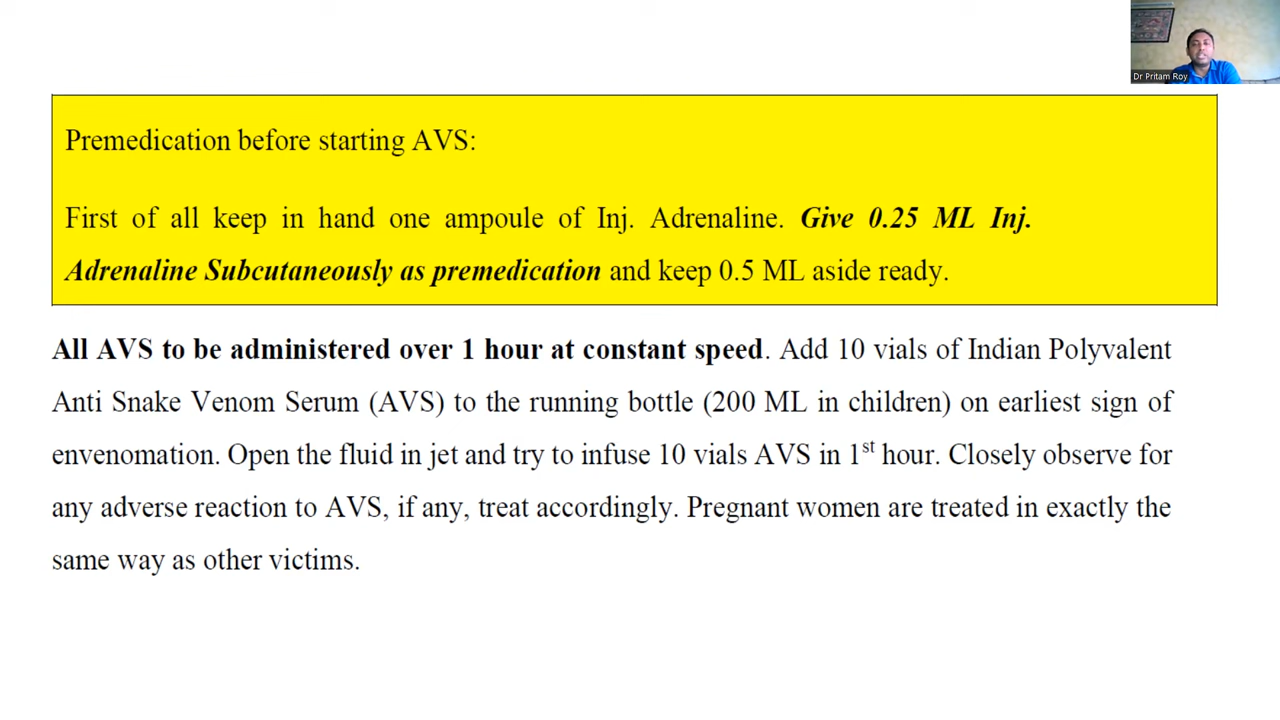 Dr Pritam Roy
Premedication before starting AVS:
First of all keep in hand one ampoule of Inj. Adrenaline. Give 0.25 ML Inj.
Adrenaline Subcutaneously as premedication and keep 0.5 ML aside ready.
All AVS to be administered over 1 hour at constant speed. Add 10 vials of Indian Polyvalent
Anti Snake Venom Serum (AVS) to the running bottle (200 ML in children) on earliest sign of
envenomation. Open the fluid in jet and try to infuse 10 vials AVS in 1st hour. Closely observe for
any adverse reaction to AVS, if any, treat accordingly. Pregnant women are treated in exactly the
same way as other victims.